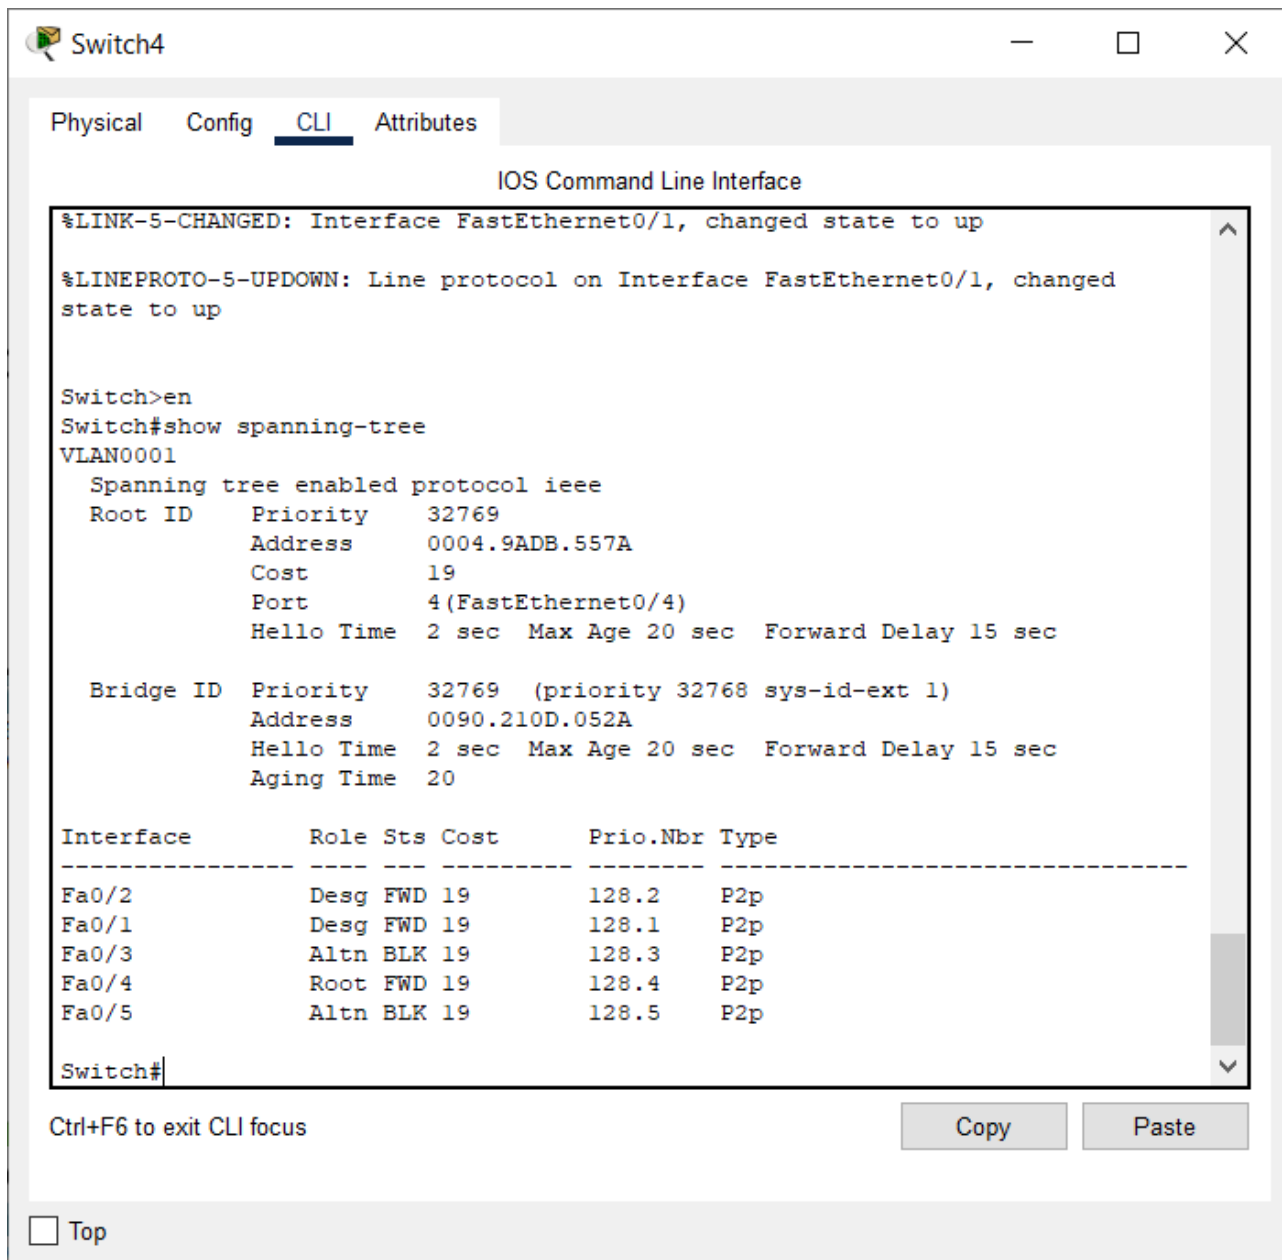 Switch4
Physical Config CLI Attributes
IOS Command Line Interface
%LINK-5-CHANGED: Interface FastEthernet0/1, changed state to up
%LINEPROTO-5-UPDOWN: Line protocol on Interface FastEthernet0/1, changed
state to up
Switch>en
Switch#show spanning-tree
VLAN0001
  Spanning tree enabled protocol ieee
  Root ID    Priority    32769
             Address     0004.9ADB.557A
             Cost        19
             Port        4(FastEthernet0/4)
             Hello Time  2 sec  Max Age 20 sec  Forward Delay 15 sec
  Bridge ID  Priority    32769  (priority 32768 sys-id-ext 1)
             Address     0090.210D.052A
             Hello Time  2 sec  Max Age 20 sec  Forward Delay 15 sec
             Aging Time  20
Interface        Role Sts Cost      Prio.Nbr Type
---------------- ---- --- --------- -------- --------------------------------
Fa0/2            Desg FWD 19        128.2    P2p
Fa0/1            Desg FWD 19        128.1    P2p
Fa0/3            Altn BLK 19        128.3    P2p
Fa0/4            Root FWD 19        128.4    P2p
Fa0/5            Altn BLK 19        128.5    P2p
Switch#
Ctrl+F6 to exit CLI focus Copy Paste
Top